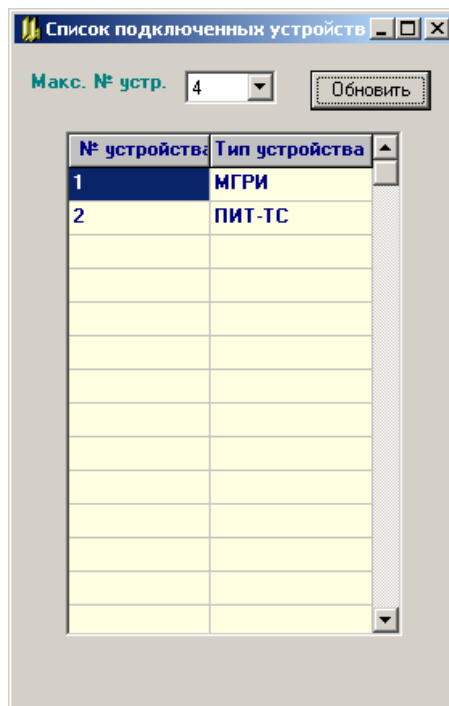 Список подключенных устройств
Макс. № устр. 4 Обновить
№ устройства Тип устройства
1 МГРИ
2 ПИТ-ТС